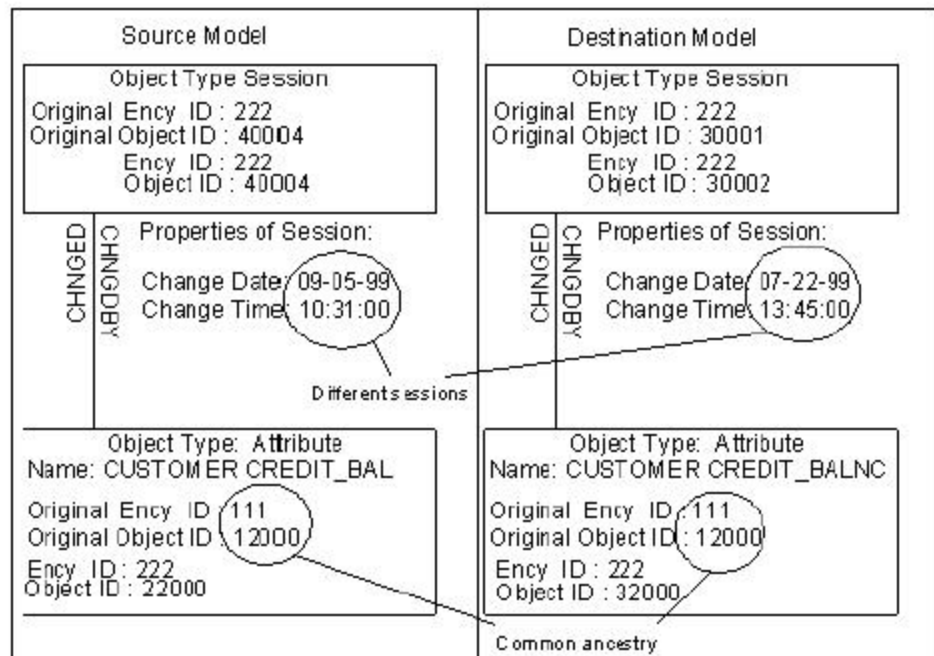 Source Model
Object Type Session
Original Ency ID : 222
Original Object ID : 40004
Ency ID : 222
Object ID : 40004
CHNGED
CHNGDBY
Properties of Session:
Change Date: 09-05-99
Change Time: 10:31:00
Destination Model
Object Type Session
Original Ency ID : 222
Original Object ID : 30001
Ency ID : 222
Object ID : 30002
CHNGED
CHNGDBY
Properties of Session:
Change Date: 07-22-99
Change Time: 13:45:00
Different sessions
Object Type: Attribute
Name: CUSTOMER CREDIT_BAL
Original Ency ID : 111
Original Object ID : 12000
Ency ID : 222
Object ID : 22000
Object Type: Attribute
Name: CUSTOMER CREDIT_BALNC
Original Ency ID : 111
Original Object ID : 12000
Ency ID : 222
Object ID : 32000
Common ancestry